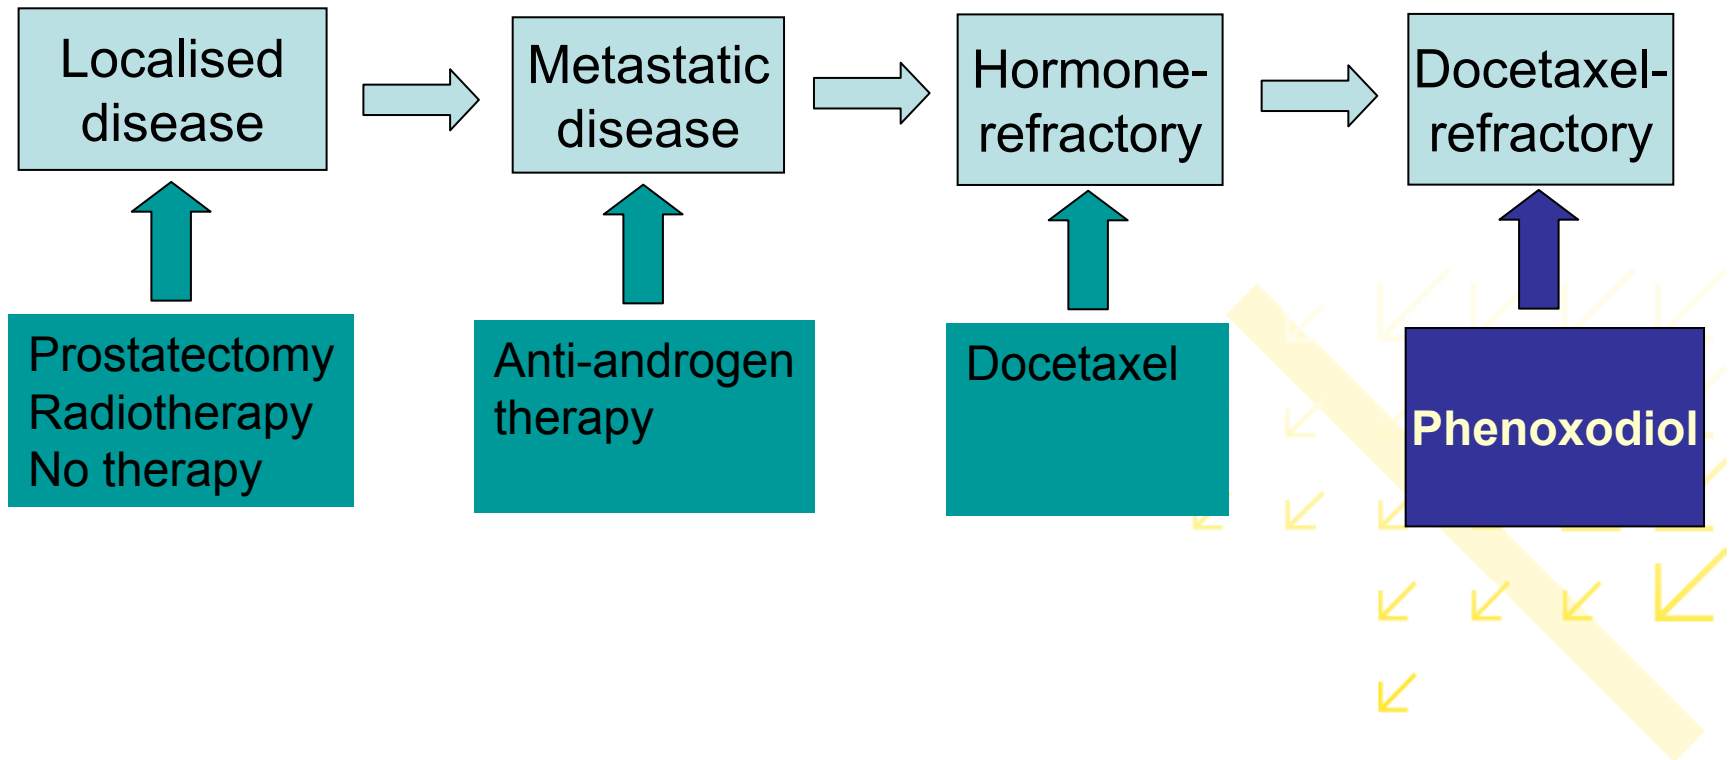 Localised
disease
Metastatic
disease
Hormone-
refractory
Docetaxel-
refractory
Prostatectomy
Radiotherapy
No therapy
Anti-androgen
therapy
Docetaxel
Phenoxodiol